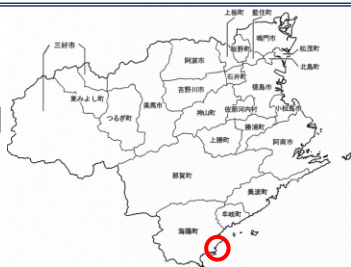 上板町
藍住町
三好市
鳴門市
阿波市
板野町
松茂町
北島町
石井町
東みよし町
美馬市
吉野川市
徳島市
つるぎ町
神山町
佐那河内村
小松島市
勝浦町
上勝町
阿南市
那賀町
美波町
牟岐町
海陽町